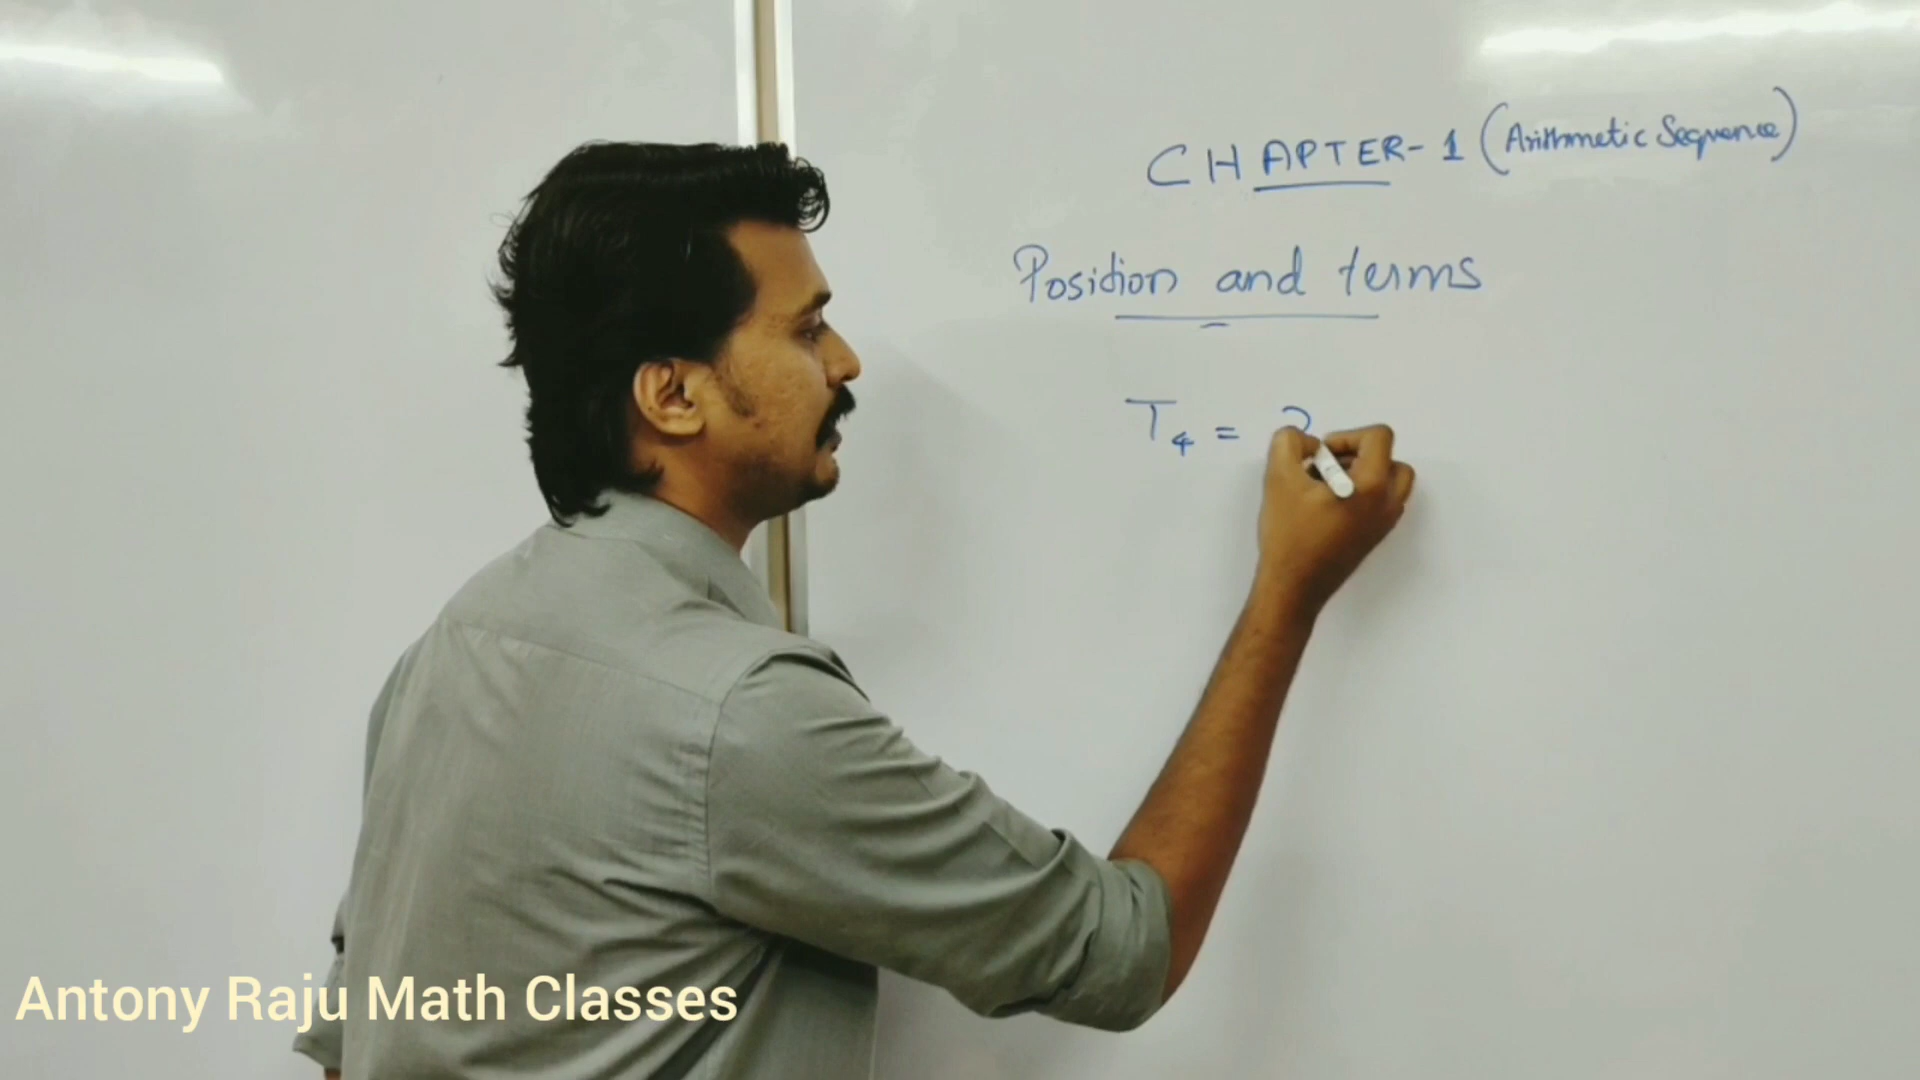 CHAPTER-1 (Arithmetic Sequence)
Position and terms
T4 =
Antony Raju Math Classes